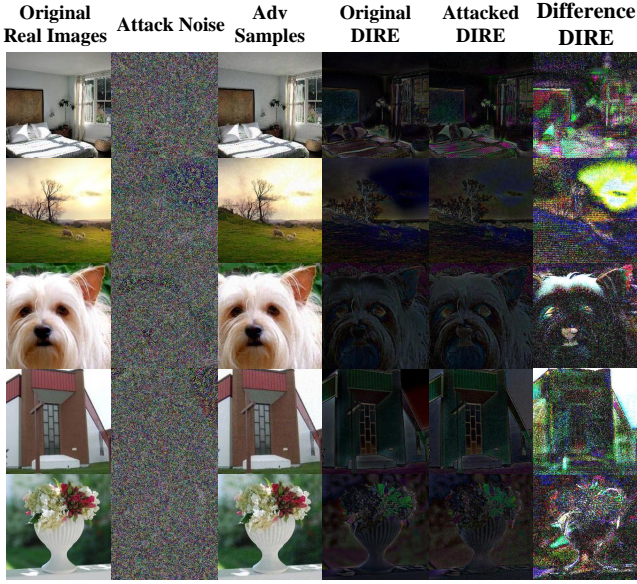 Original Real Images
Attack Noise
Adv Samples
Original DIRE
Attacked DIRE
Difference DIRE